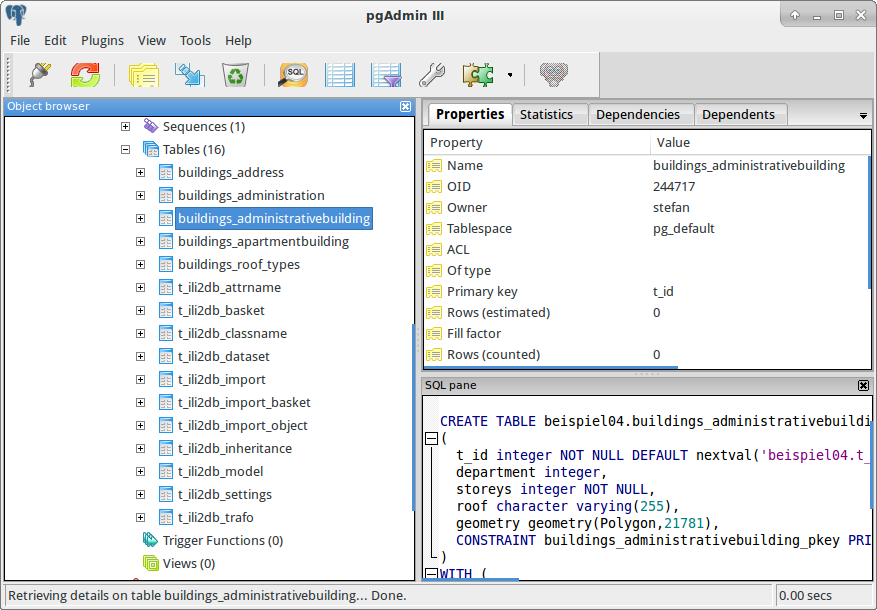 pgAdmin III
File Edit Plugins View Tools Help
SQL
Object browser
Sequences (1)
Tables (16)
buildings_address
buildings_administration
buildings_administrativebuilding
buildings_apartmentbuilding
buildings_roof_types
t_ili2db_attrname
t_ili2db_basket
t_ili2db_classname
t_ili2db_dataset
t_ili2db_import
t_ili2db_import_basket
t_ili2db_import_object
t_ili2db_inheritance
t_ili2db_model
t_ili2db_settings
t_ili2db_trafo
Trigger Functions (0)
Views (0)
Properties Statistics Dependencies Dependents
Property Value
Name buildings_administrativebuilding
OID 244717
Owner stefan
Tablespace pg_default
ACL
Of type
Primary key t_id
Rows (estimated) 0
Fill factor
Rows (counted) 0
SQL pane
CREATE TABLE beispiel04.buildings_administrativebuildi
(
t_id integer NOT NULL DEFAULT nextval('beispiel04.t_
department integer,
storeys integer NOT NULL,
roof character varying(255),
geometry geometry(Polygon,21781),
CONSTRAINT buildings_administrativebuilding_pkey PRI
)
WITH (
Retrieving details on table buildings_administrativebuilding... Done.
0.00 secs